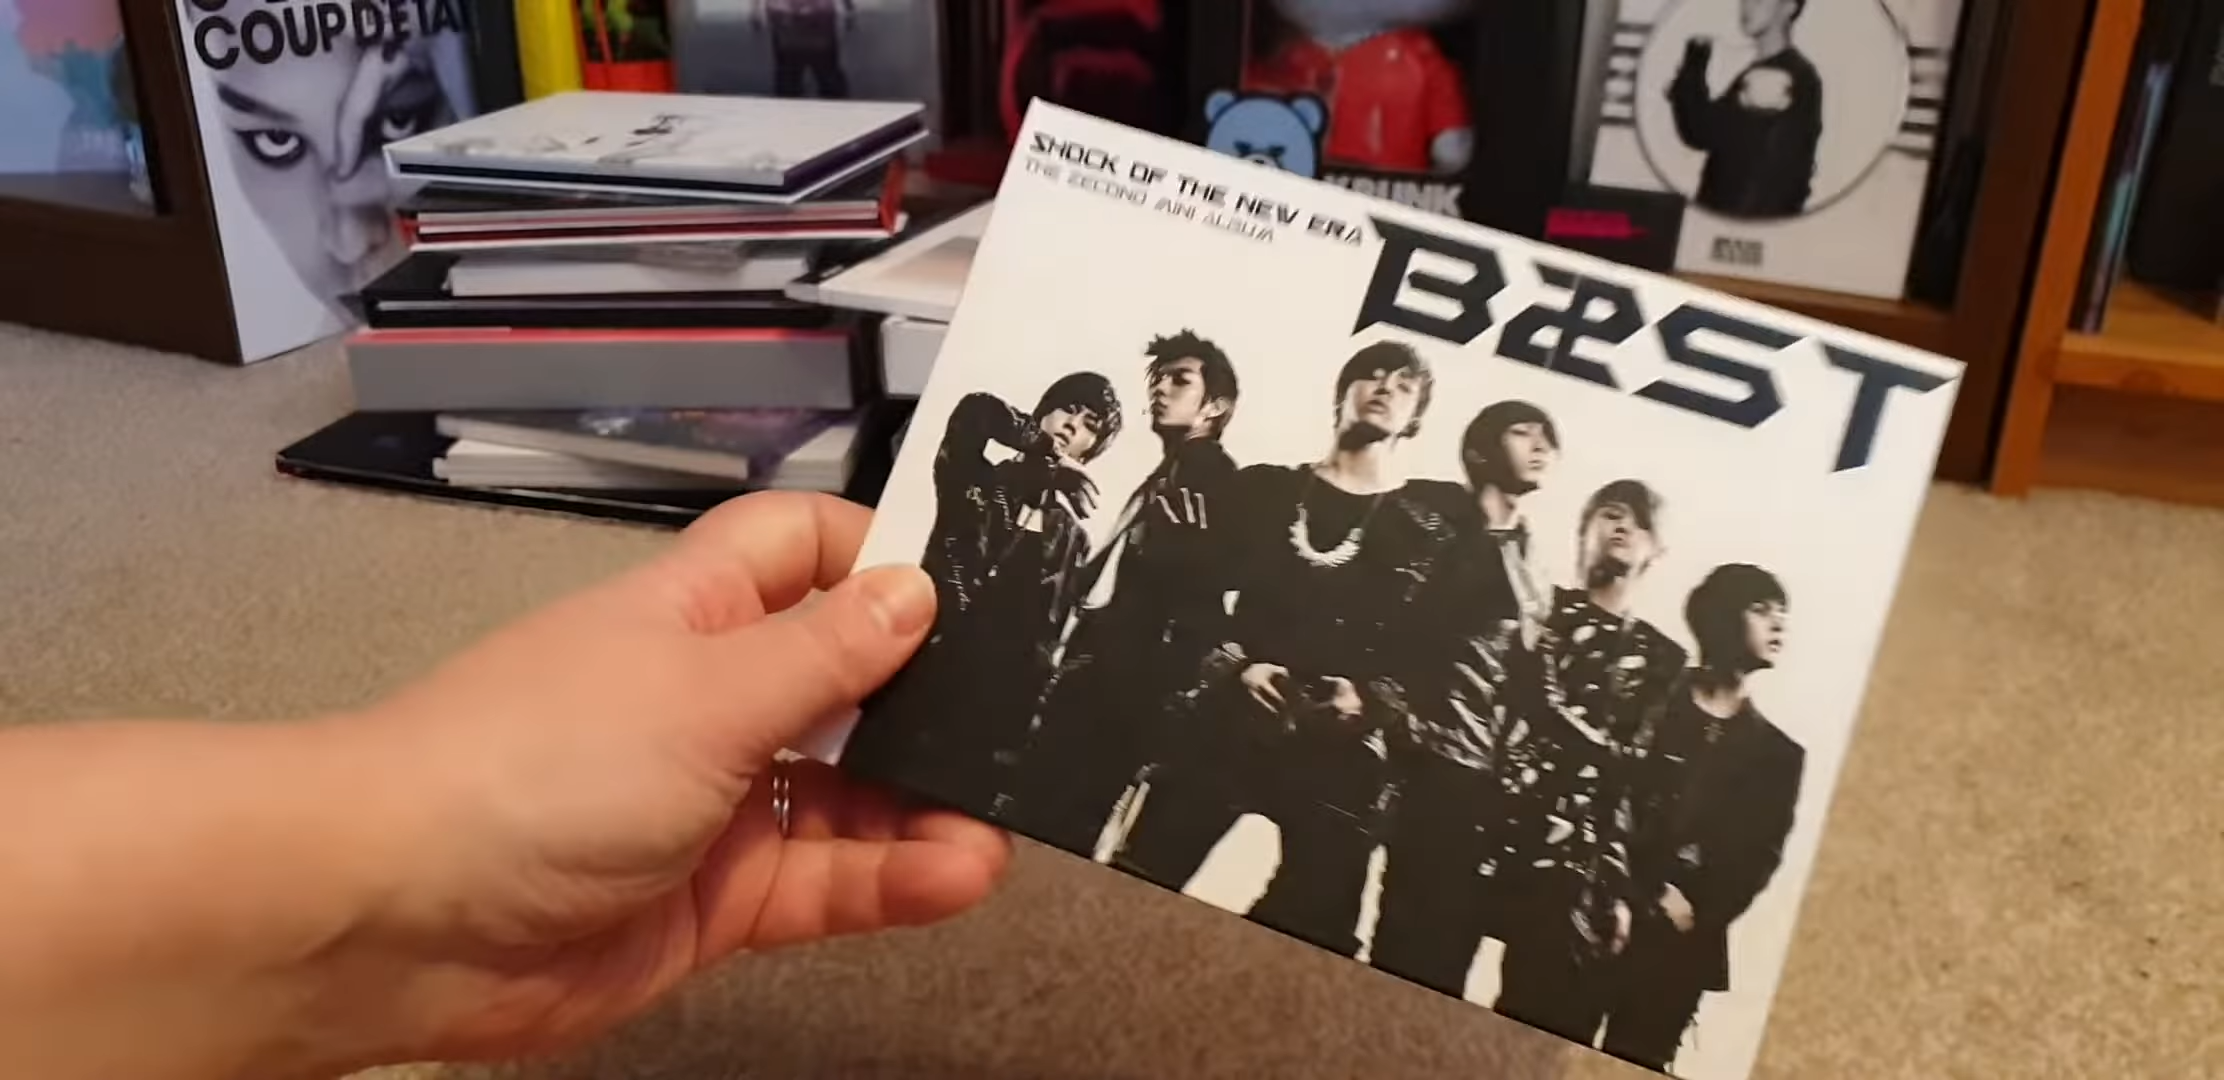 COUP D'ETAT
SHOCK OF THE NEW ERA
THE SECOND MINI ALBUM
B2ST
KRUNK